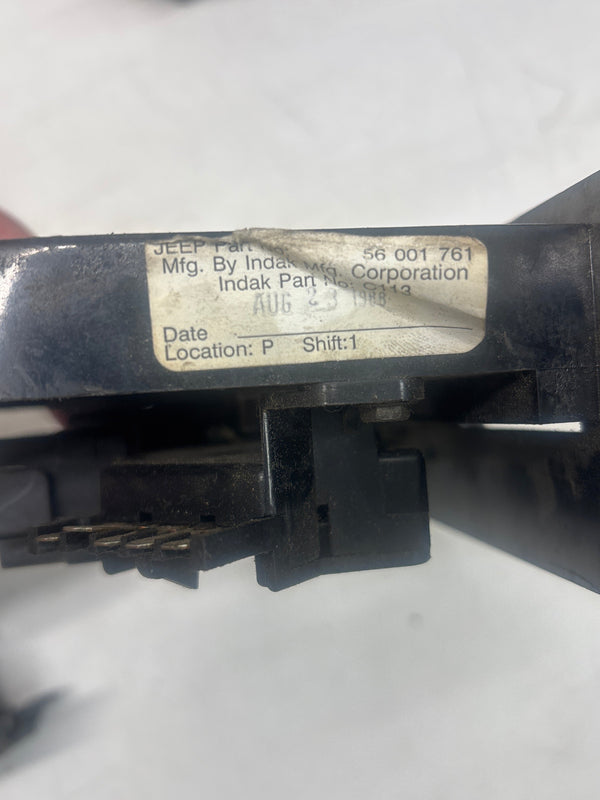 JEEP Part No. 56 001 761
Mfg. By Indak Mfg. Corporation
Indak Part No. C113
AUG 23 1988
Date
Location: P Shift:1